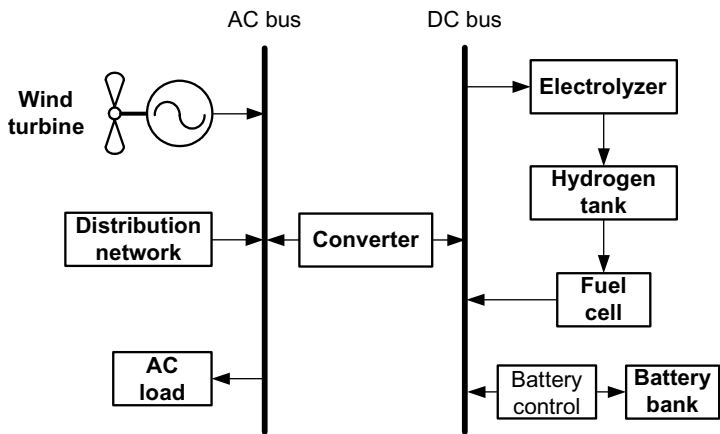 AC bus
DC bus
Wind
turbine
Electrolyzer
Hydrogen
tank
Distribution
network
Converter
Fuel
cell
AC
load
Battery
control
Battery
bank